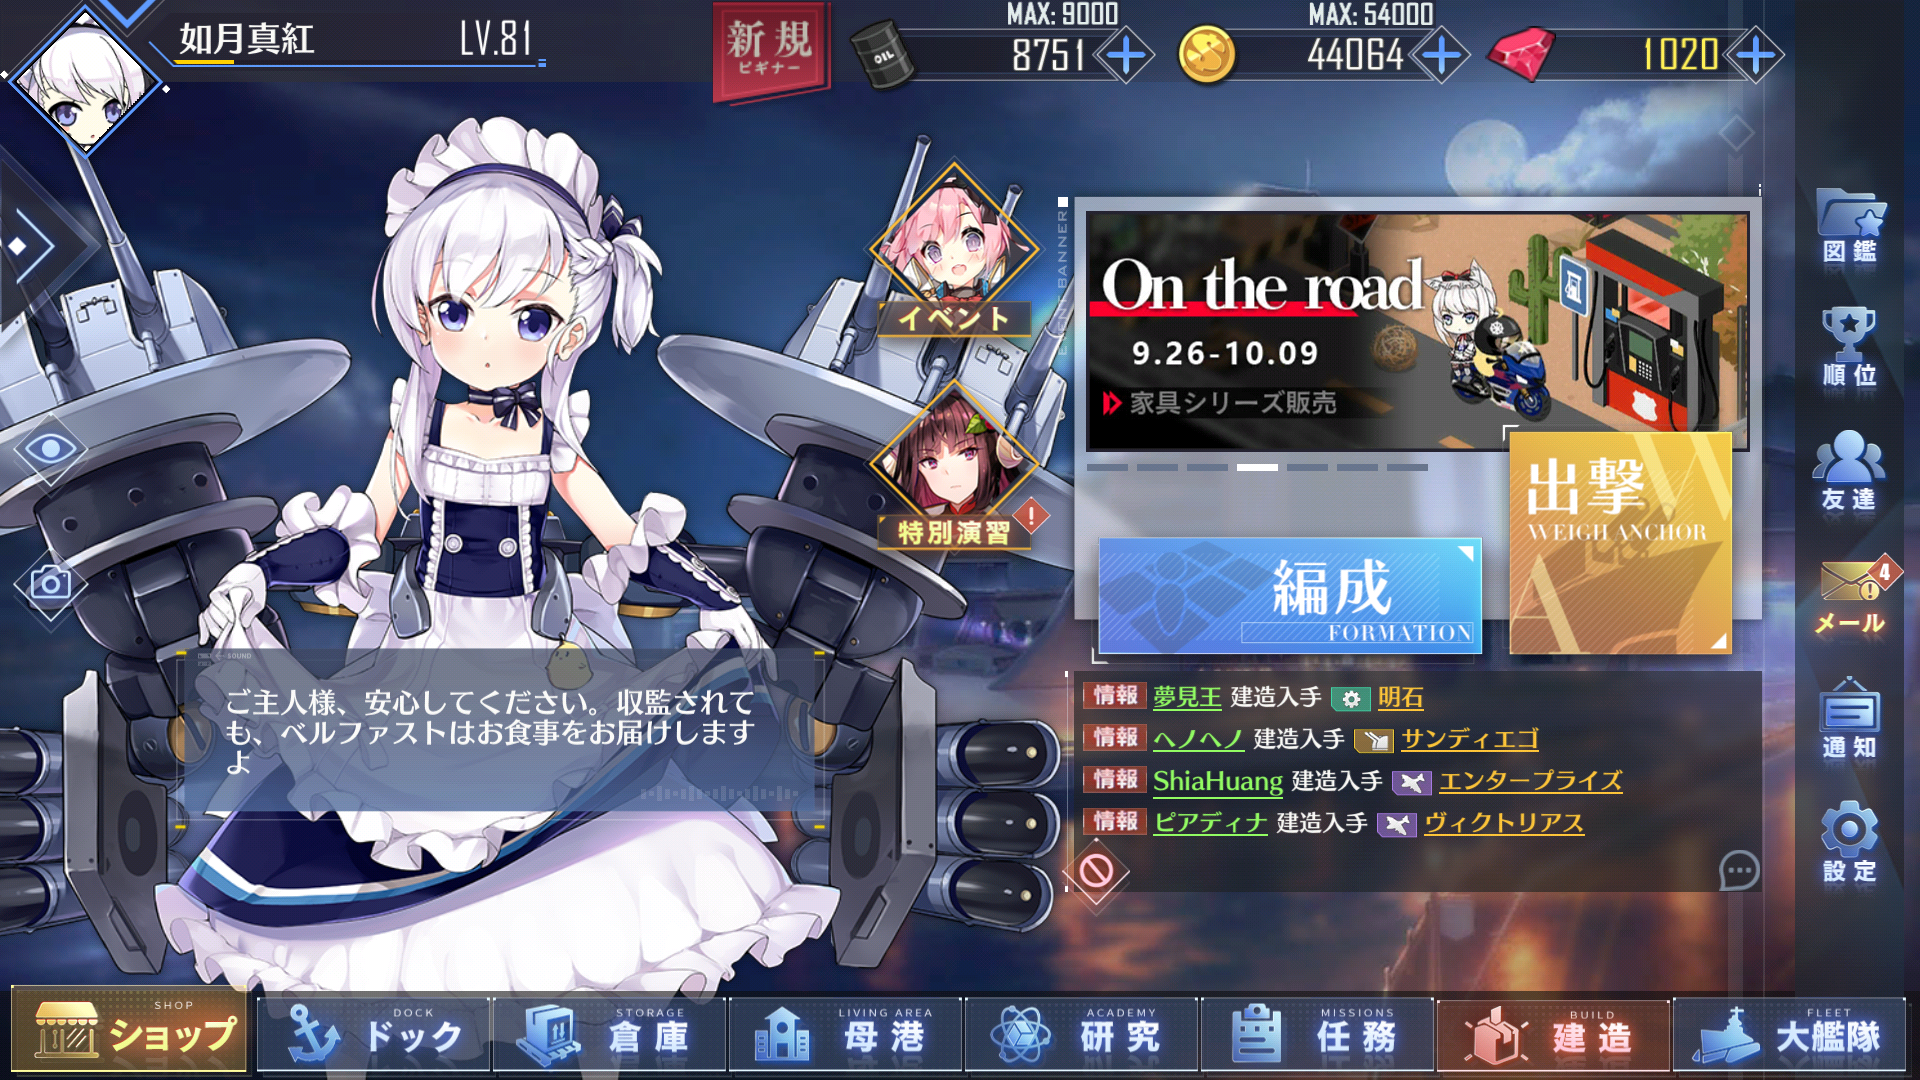 如月真紅
LV.81
新規
ビギナー
OIL
MAX: 9000
8751
MAX: 54000
44064
1020
イベント
特別演習
EVENT BANNER
On the road
9.26-10.09
家具シリーズ販売
出撃
WEIGH ANCHOR
編成
FORMATION
SOUND
ご主人様、安心してください。収監されて
も、ベルファストはお食事をお届けします
よ
情報 夢見王 建造入手 明石
情報 ヘノヘノ 建造入手 サンディエゴ
情報 ShiaHuang 建造入手 エンタープライズ
情報 ピアディナ 建造入手 ヴィクトリアス
図鑑
順位
友達
4
メール
通知
設定
SHOP
ショップ
DOCK
ドック
STORAGE
倉庫
LIVING AREA
母港
ACADEMY
研究
MISSIONS
任務
BUILD
建造
FLEET
大艦隊